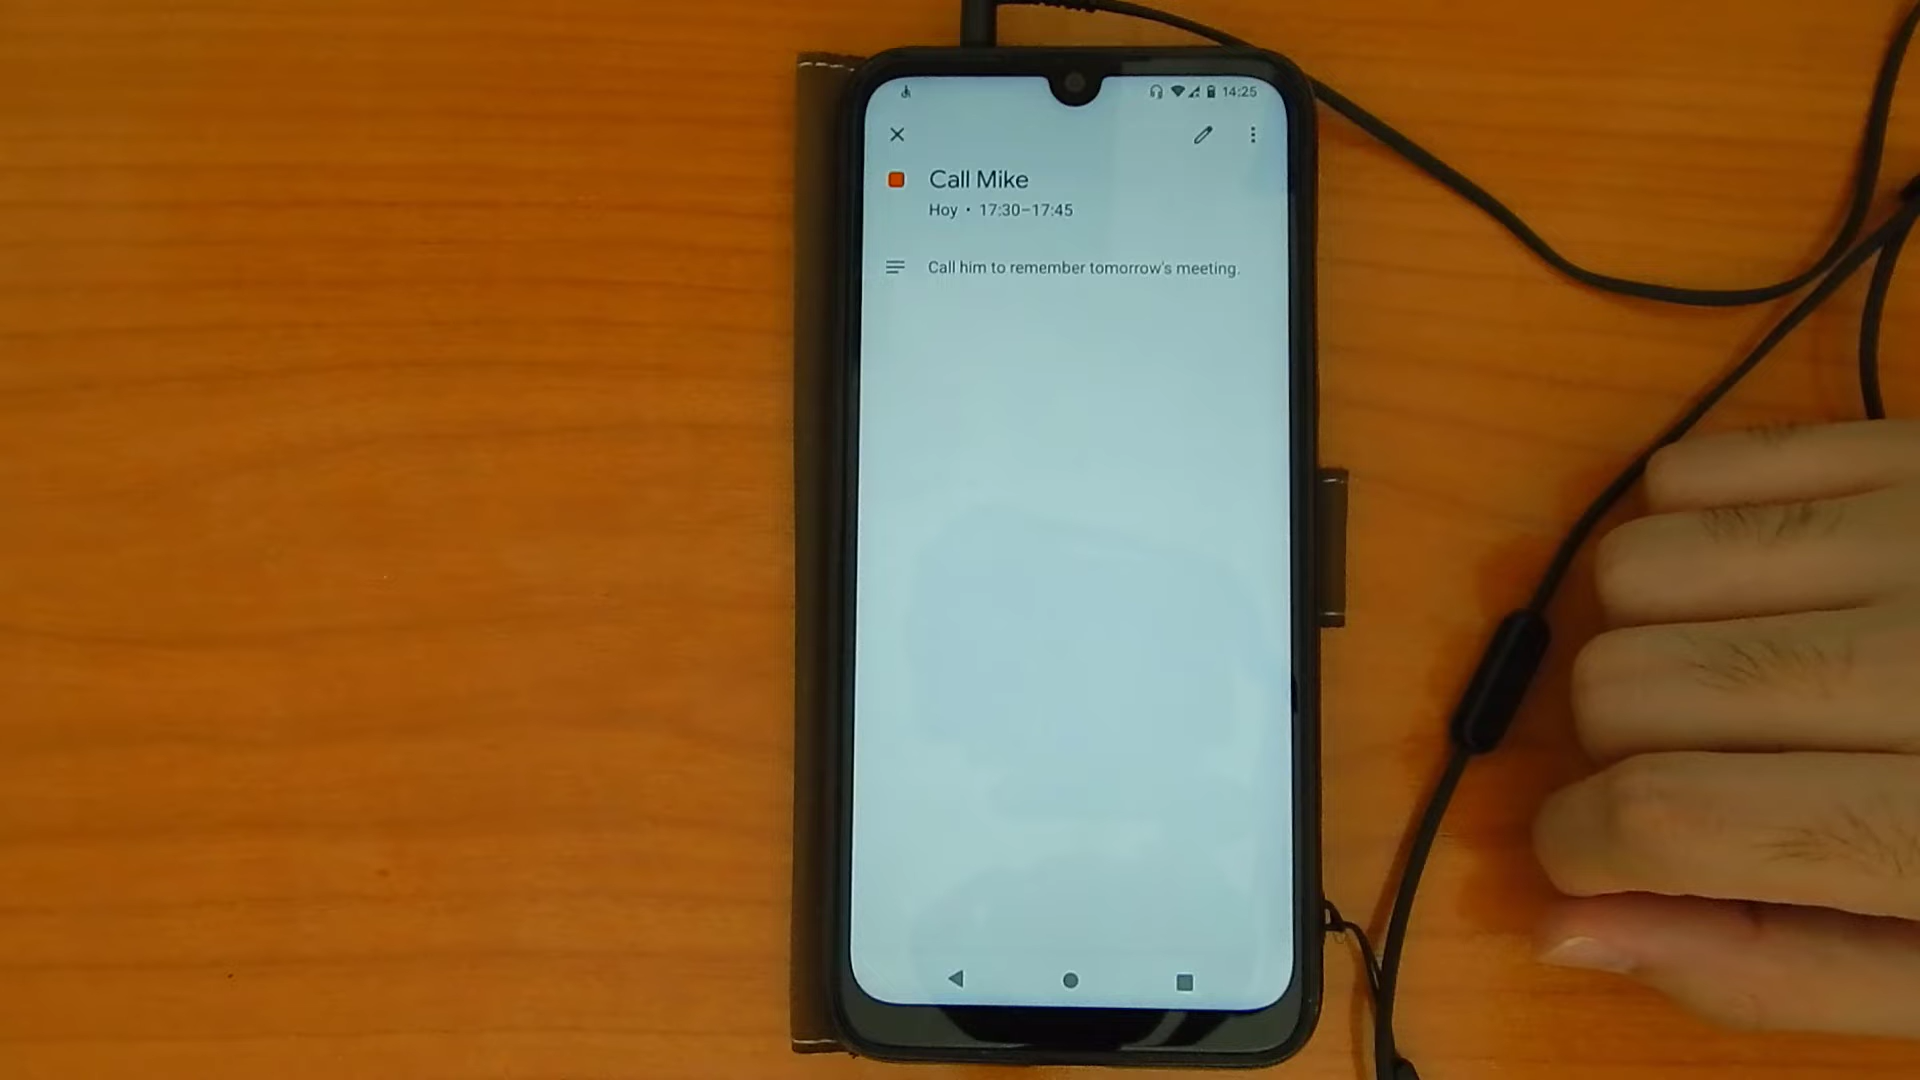 14:25
Call Mike
Hoy • 17:30–17:45
Call him to remember tomorrow's meeting.